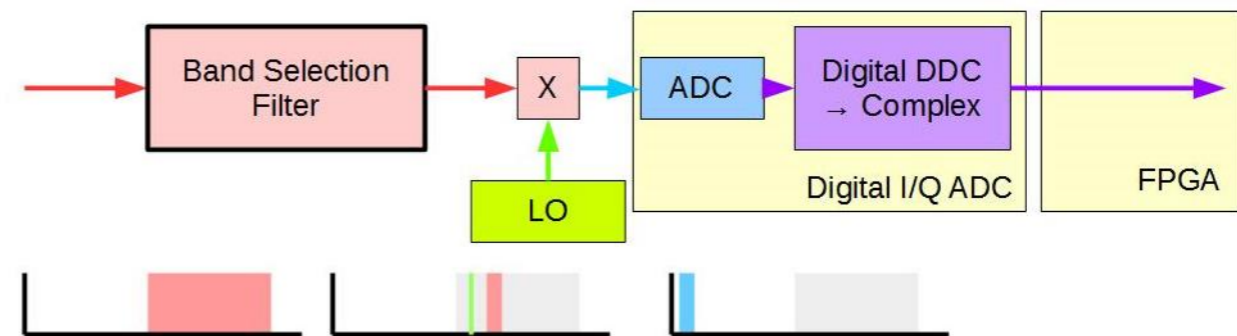 Band Selection
Filter
X
ADC
Digital DDC
→ Complex
LO
Digital I/Q ADC
FPGA